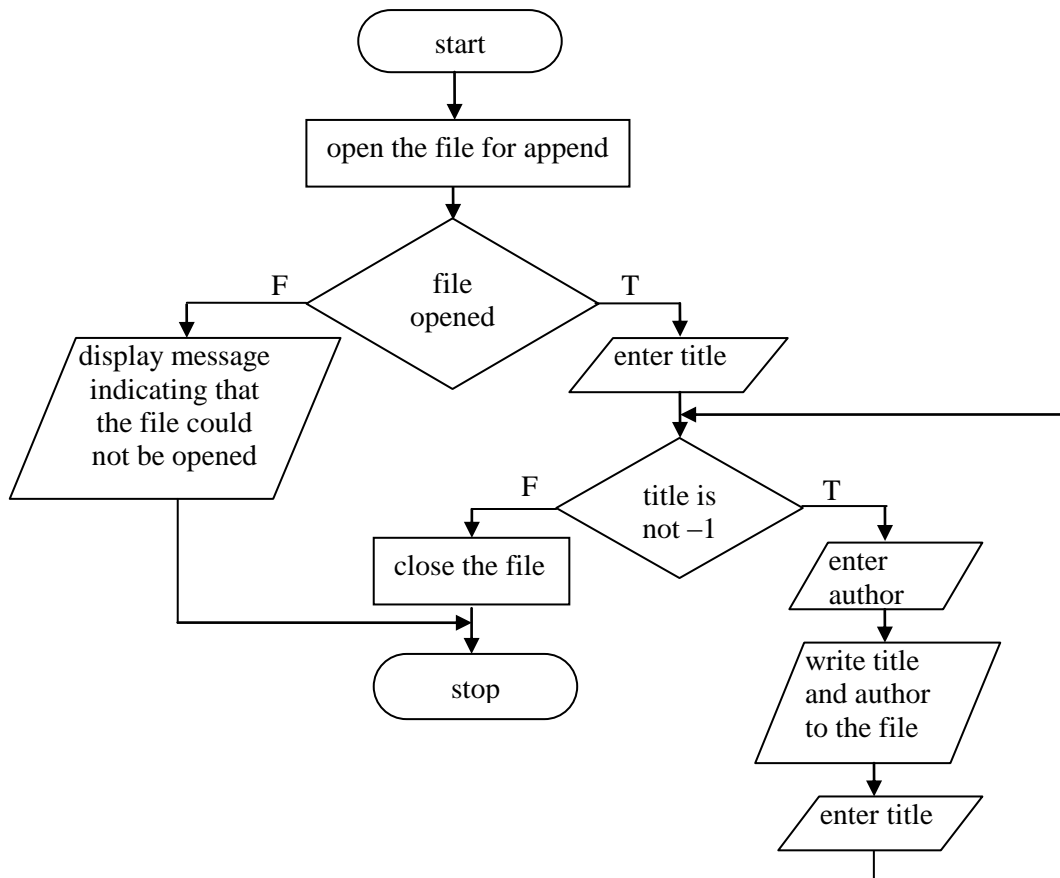 start
open the file for append
F
file
opened
T
display message
indicating that
the file could
not be opened
enter title
F
title is
not –1
T
close the file
enter
author
stop
write title
and author
to the file
enter title